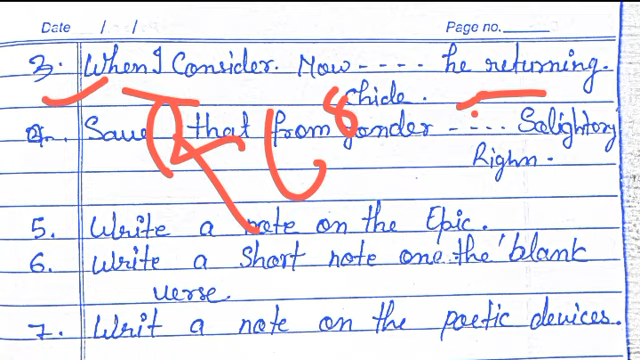 Date / / Page no.
3. When I Consider. How ---- he returning.
chide.
4. Save that from yonder --:-- Solightory
Righn.
5. Write a note on the Epic.
6. Write a short note one the blank
verse.
7. Writ a note on the poetic devices.